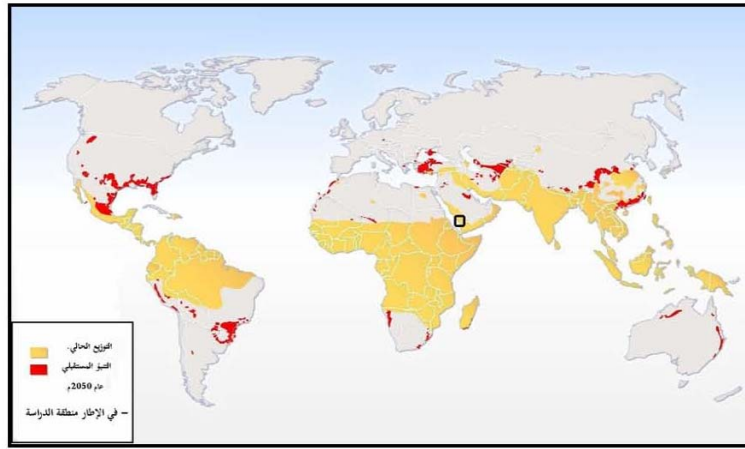 التوزيع الحالي.
التنبؤ المستقبلي
عام 2050م
– في الإطار منطقة الدراسة